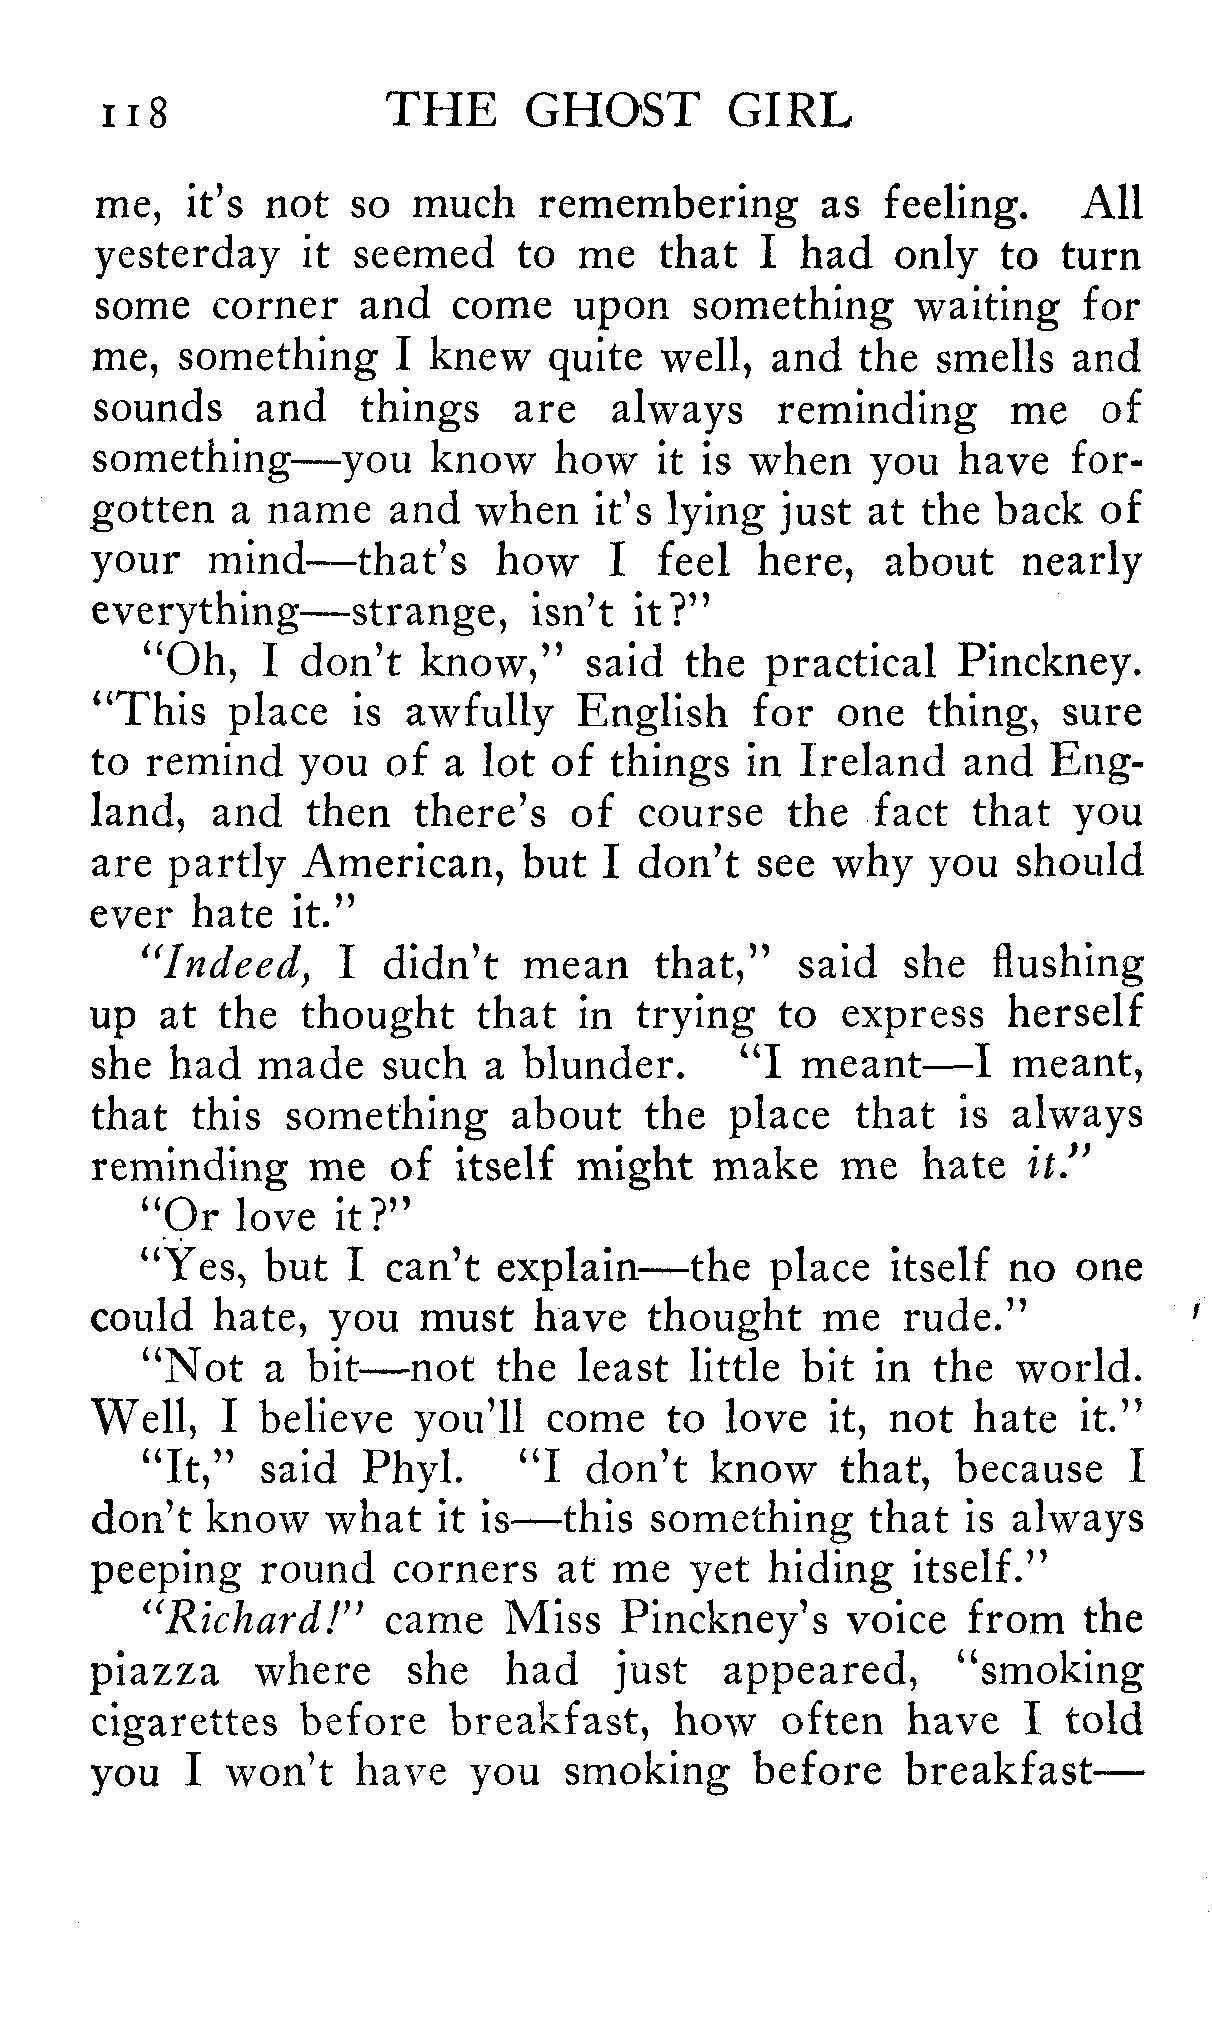 118 THE GHOST GIRL
me, it's not so much remembering as feeling. All
yesterday it seemed to me that I had only to turn
some corner and come upon something waiting for
me, something I knew quite well, and the smells and
sounds and things are always reminding me of
something—you know how it is when you have for-
gotten a name and when it's lying just at the back of
your mind—that's how I feel here, about nearly
everything—strange, isn't it?"
"Oh, I don't know," said the practical Pinckney.
"This place is awfully English for one thing, sure
to remind you of a lot of things in Ireland and Eng-
land, and then there's of course the fact that you
are partly American, but I don't see why you should
ever hate it."
"Indeed, I didn't mean that," said she flushing
up at the thought that in trying to express herself
she had made such a blunder. "I meant—I meant,
that this something about the place that is always
reminding me of itself might make me hate it."
"Or love it?"
"Yes, but I can't explain—the place itself no one
could hate, you must have thought me rude."
"Not a bit—not the least little bit in the world.
Well, I believe you'll come to love it, not hate it."
"It," said Phyl. "I don't know that, because I
don't know what it is—this something that is always
peeping round corners at me yet hiding itself."
"Richard!" came Miss Pinckney's voice from the
piazza where she had just appeared, "smoking
cigarettes before breakfast, how often have I told
you I won't have you smoking before breakfast—